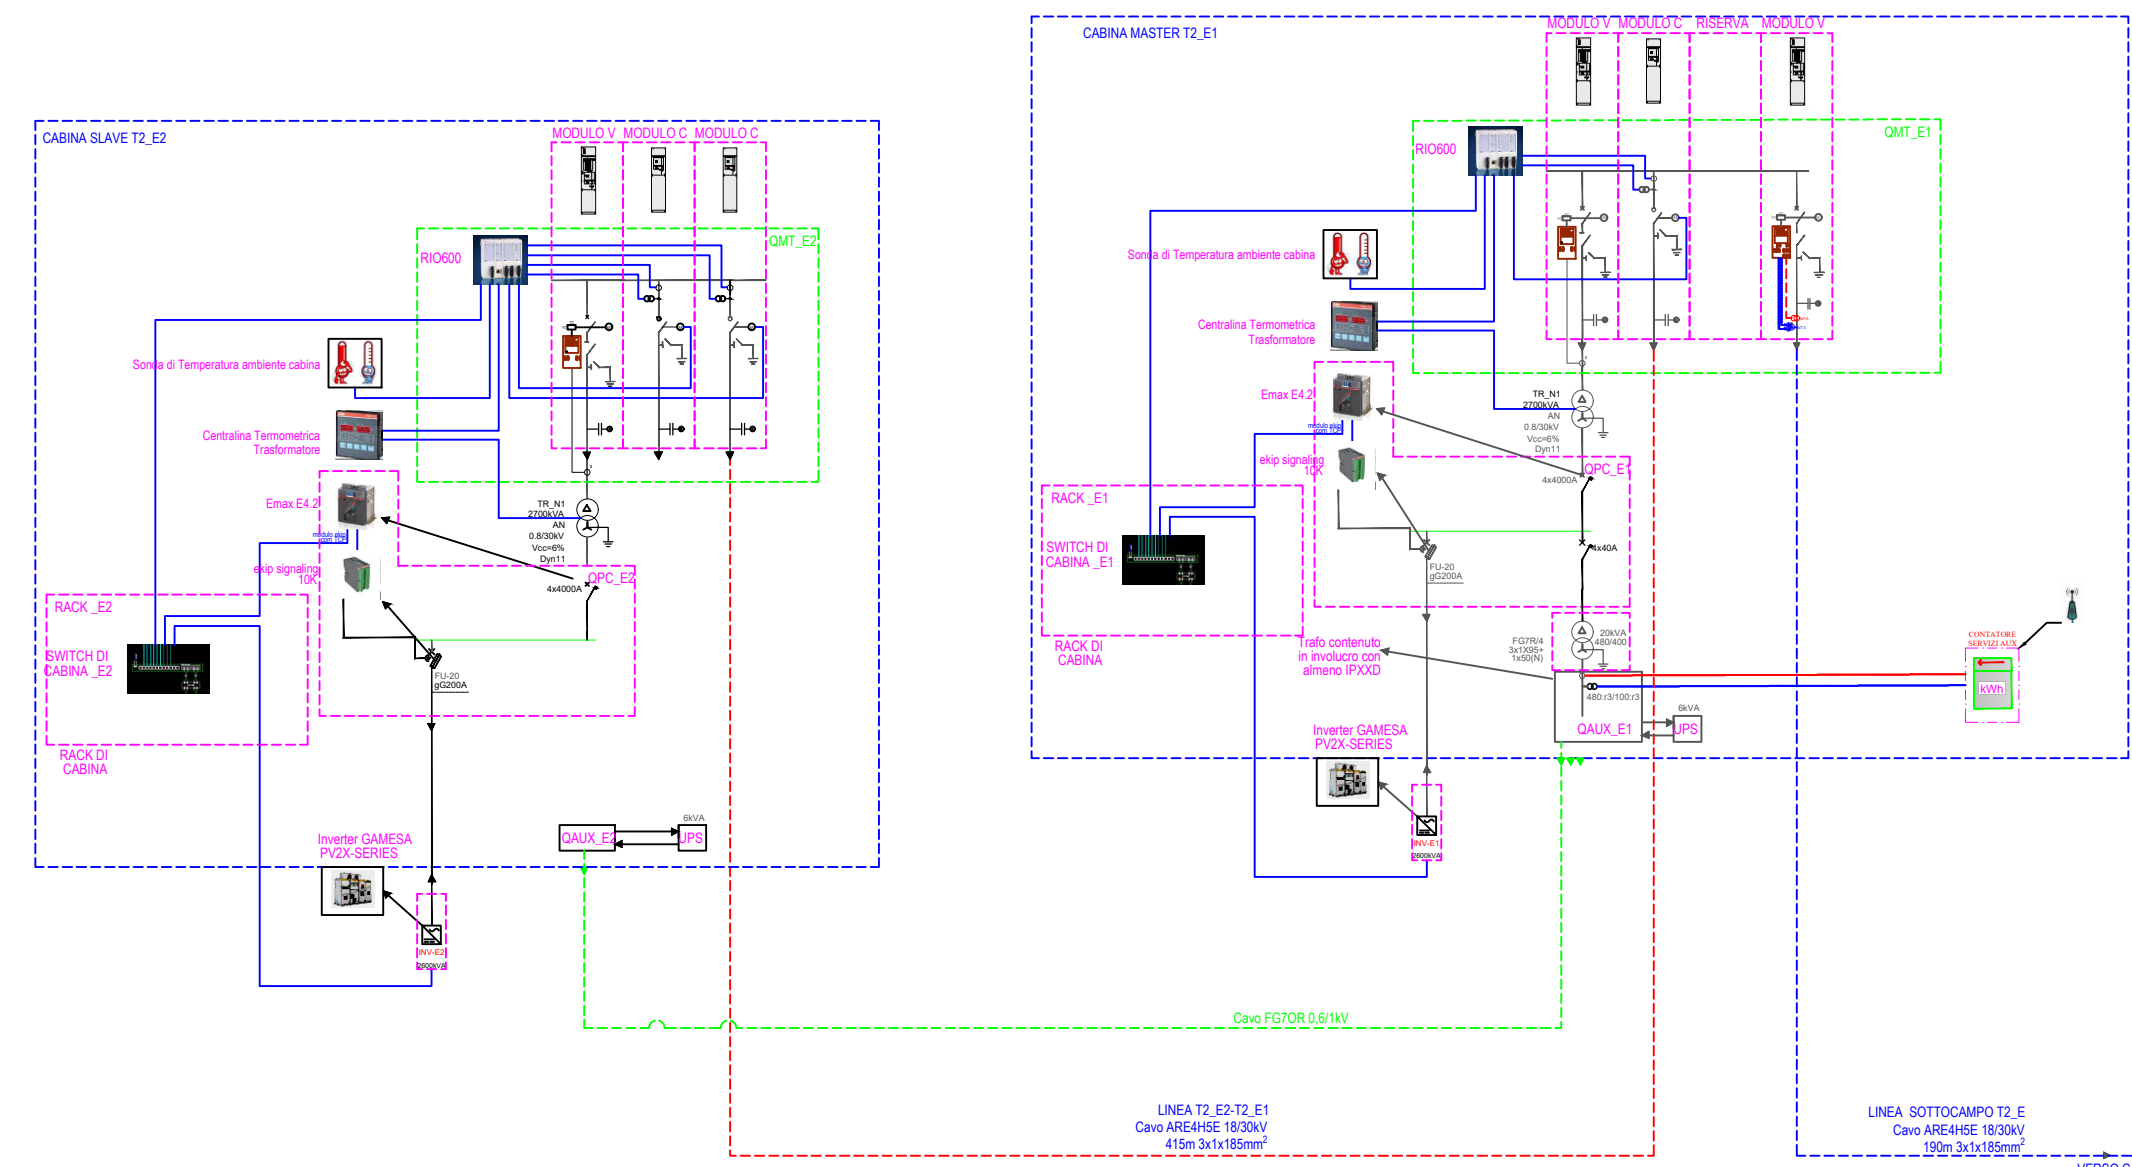 CABINA SLAVE T2_E2
MODULO V
MODULO C
MODULO C
QMT_E2
RIO600
Sonda di Temperatura ambiente cabina
Centralina Termometrica
Trasformatore
Emax E4.2
modulo ekip
com TCP
ekip signaling
10K
TR_N1
2700kVA
AN
0.8/30kV
Vcc=6%
Dyn11
QPC_E2
4x4000A
RACK _E2
SWITCH DI
CABINA _E2
RACK DI
CABINA
FU-20
gG200A
Inverter GAMESA
PV2X-SERIES
INV-E2
2600kVA
QAUX_E2
6kVA
UPS
CABINA MASTER T2_E1
MODULO V
MODULO C
RISERVA
MODULO V
QMT_E1
RIO600
Sonda di Temperatura ambiente cabina
Centralina Termometrica
Trasformatore
Emax E4.2
modulo ekip
com TCP
ekip signaling
10K
TR_N1
2700kVA
AN
0.8/30kV
Vcc=6%
Dyn11
QPC_E1
4x4000A
4x40A
RACK _E1
SWITCH DI
CABINA _E1
RACK DI
CABINA
FU-20
gG200A
FG7R/4
3x1X95+
1x50(N)
20kVA
480/400
Trafo contenuto
in involucro con
almeno IPXXD
480:r3/100:r3
QAUX_E1
6kVA
UPS
CONTATORE
SERVIZI AUX
kWh
Inverter GAMESA
PV2X-SERIES
INV-E1
2600kVA
Cavo FG7OR 0,6/1kV
LINEA T2_E2-T2_E1
Cavo ARE4H5E 18/30kV
415m 3x1x185mm²
LINEA SOTTOCAMPO T2_E
Cavo ARE4H5E 18/30kV
190m 3x1x185mm²